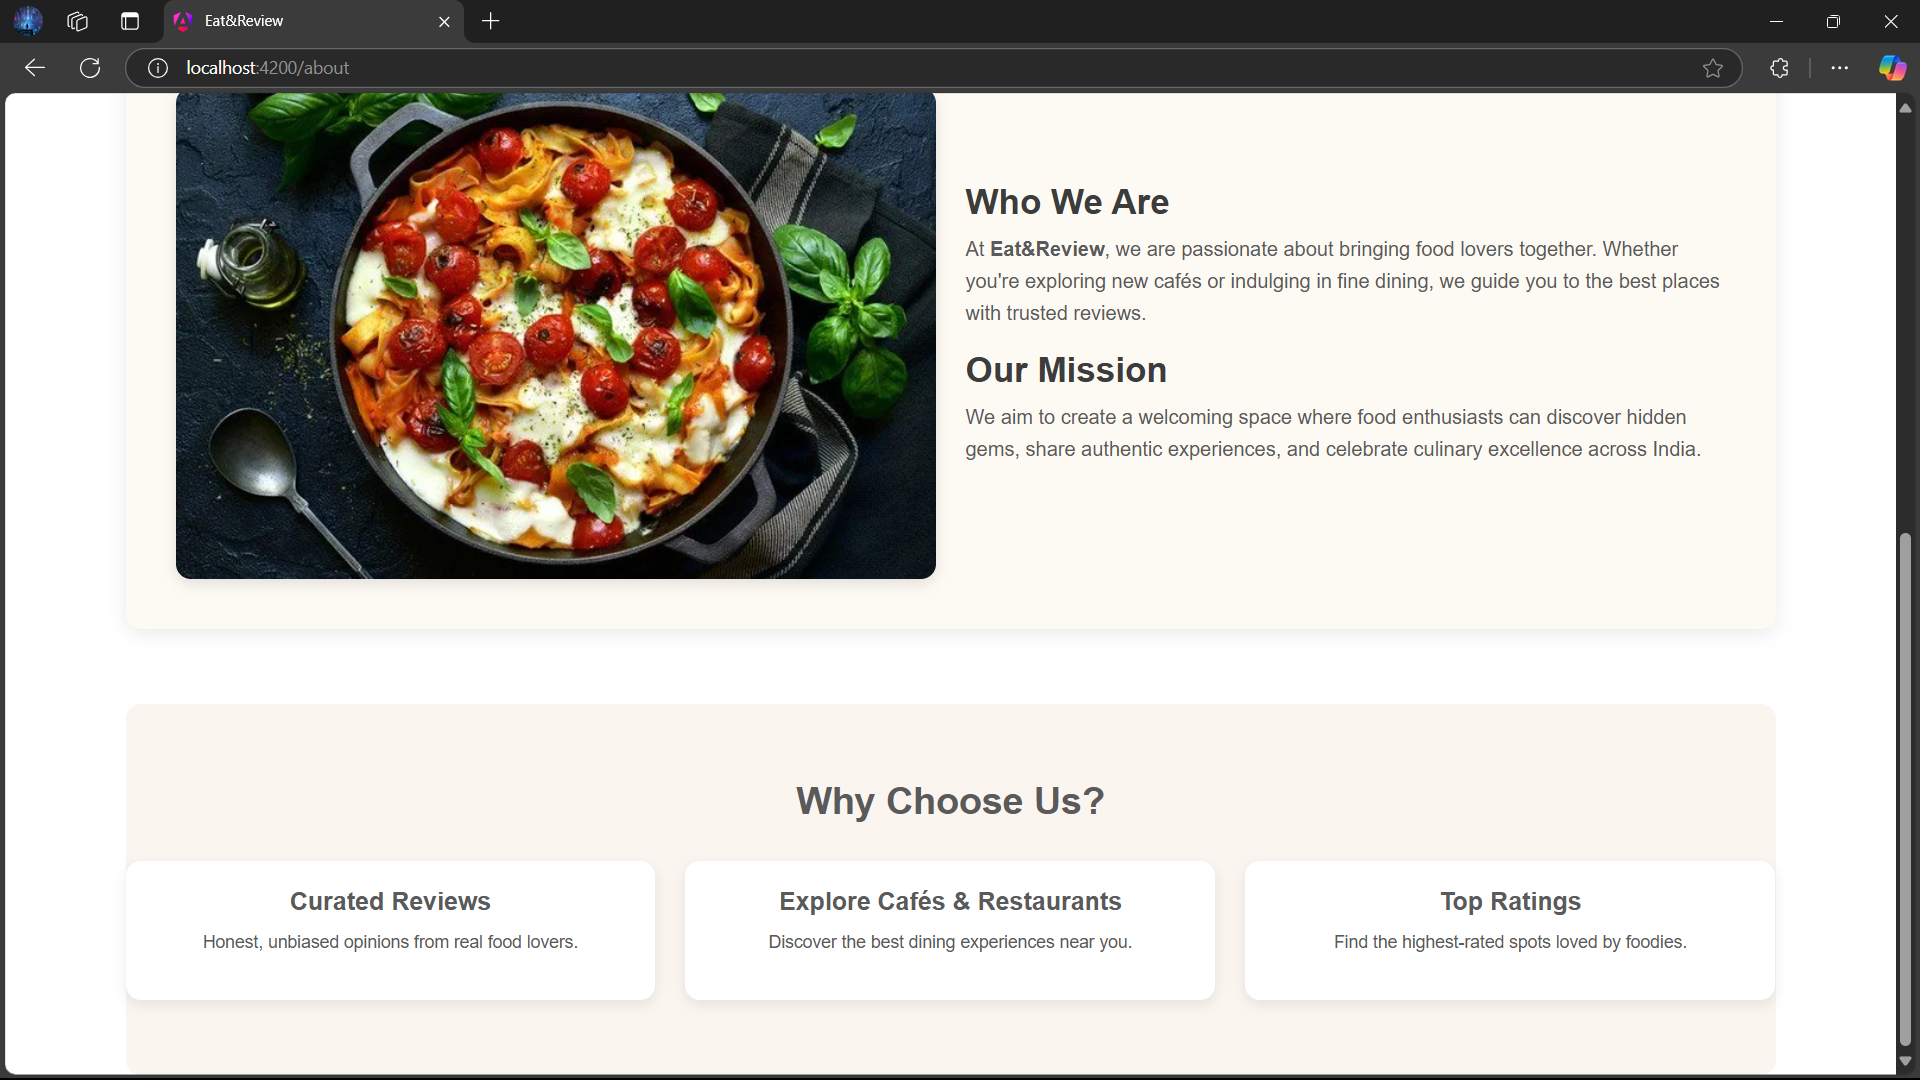 Eat&Review
localhost:4200/about
Who We Are
At Eat&Review, we are passionate about bringing food lovers together. Whether
you're exploring new cafés or indulging in fine dining, we guide you to the best places
with trusted reviews.
Our Mission
We aim to create a welcoming space where food enthusiasts can discover hidden
gems, share authentic experiences, and celebrate culinary excellence across India.
Why Choose Us?
Curated Reviews
Honest, unbiased opinions from real food lovers.
Explore Cafés & Restaurants
Discover the best dining experiences near you.
Top Ratings
Find the highest-rated spots loved by foodies.